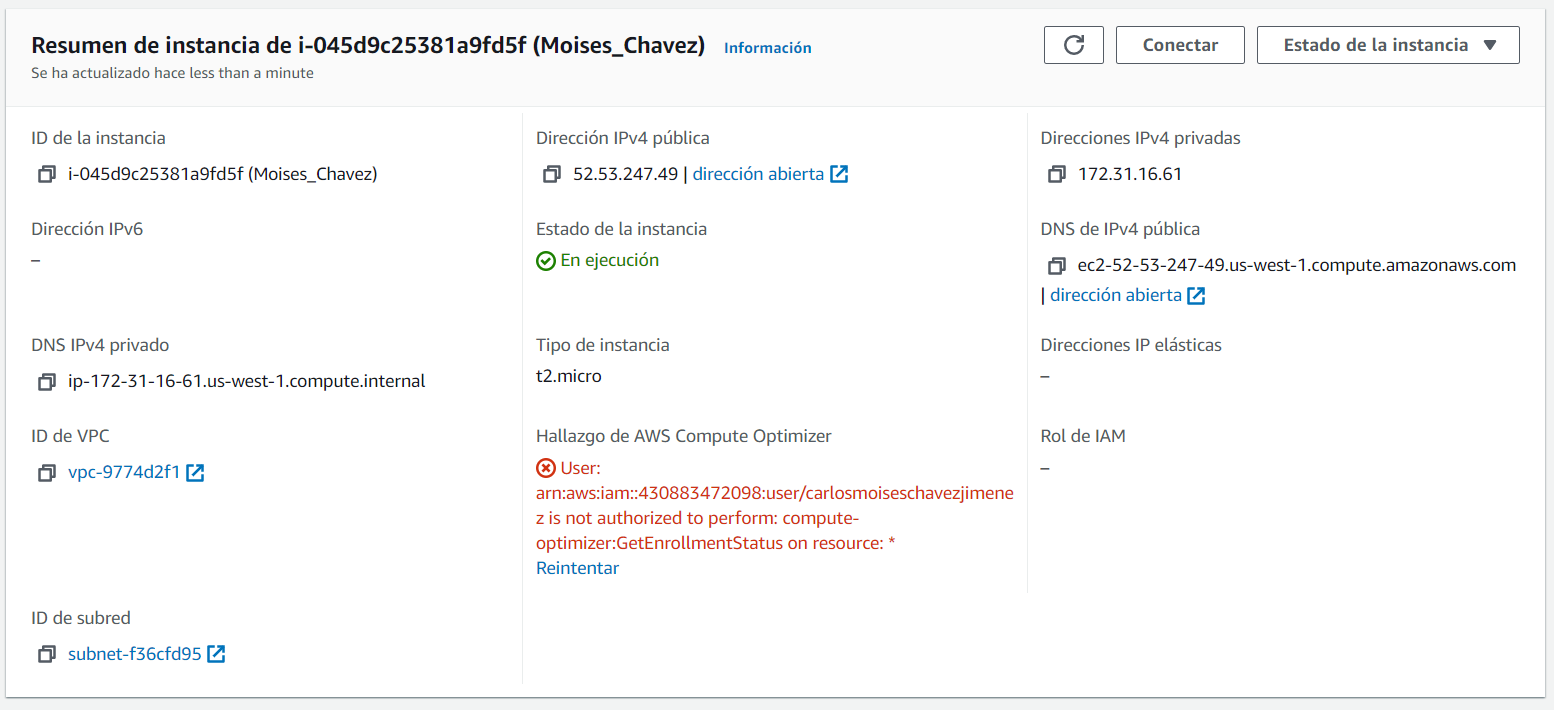 Resumen de instancia de i-045d9c25381a9fd5f (Moises_Chavez) Información
Se ha actualizado hace less than a minute
Conectar
Estado de la instancia
ID de la instancia
i-045d9c25381a9fd5f (Moises_Chavez)
Dirección IPv4 pública
52.53.247.49 | dirección abierta
Direcciones IPv4 privadas
172.31.16.61
Dirección IPv6
–
Estado de la instancia
En ejecución
DNS de IPv4 pública
ec2-52-53-247-49.us-west-1.compute.amazonaws.com
| dirección abierta
DNS IPv4 privado
ip-172-31-16-61.us-west-1.compute.internal
Tipo de instancia
t2.micro
Direcciones IP elásticas
–
ID de VPC
vpc-9774d2f1
Hallazgo de AWS Compute Optimizer
User:
arn:aws:iam::430883472098:user/carlosmoiseschavezjimene
z is not authorized to perform: compute-
optimizer:GetEnrollmentStatus on resource: *
Reintentar
Rol de IAM
–
ID de subred
subnet-f36cfd95